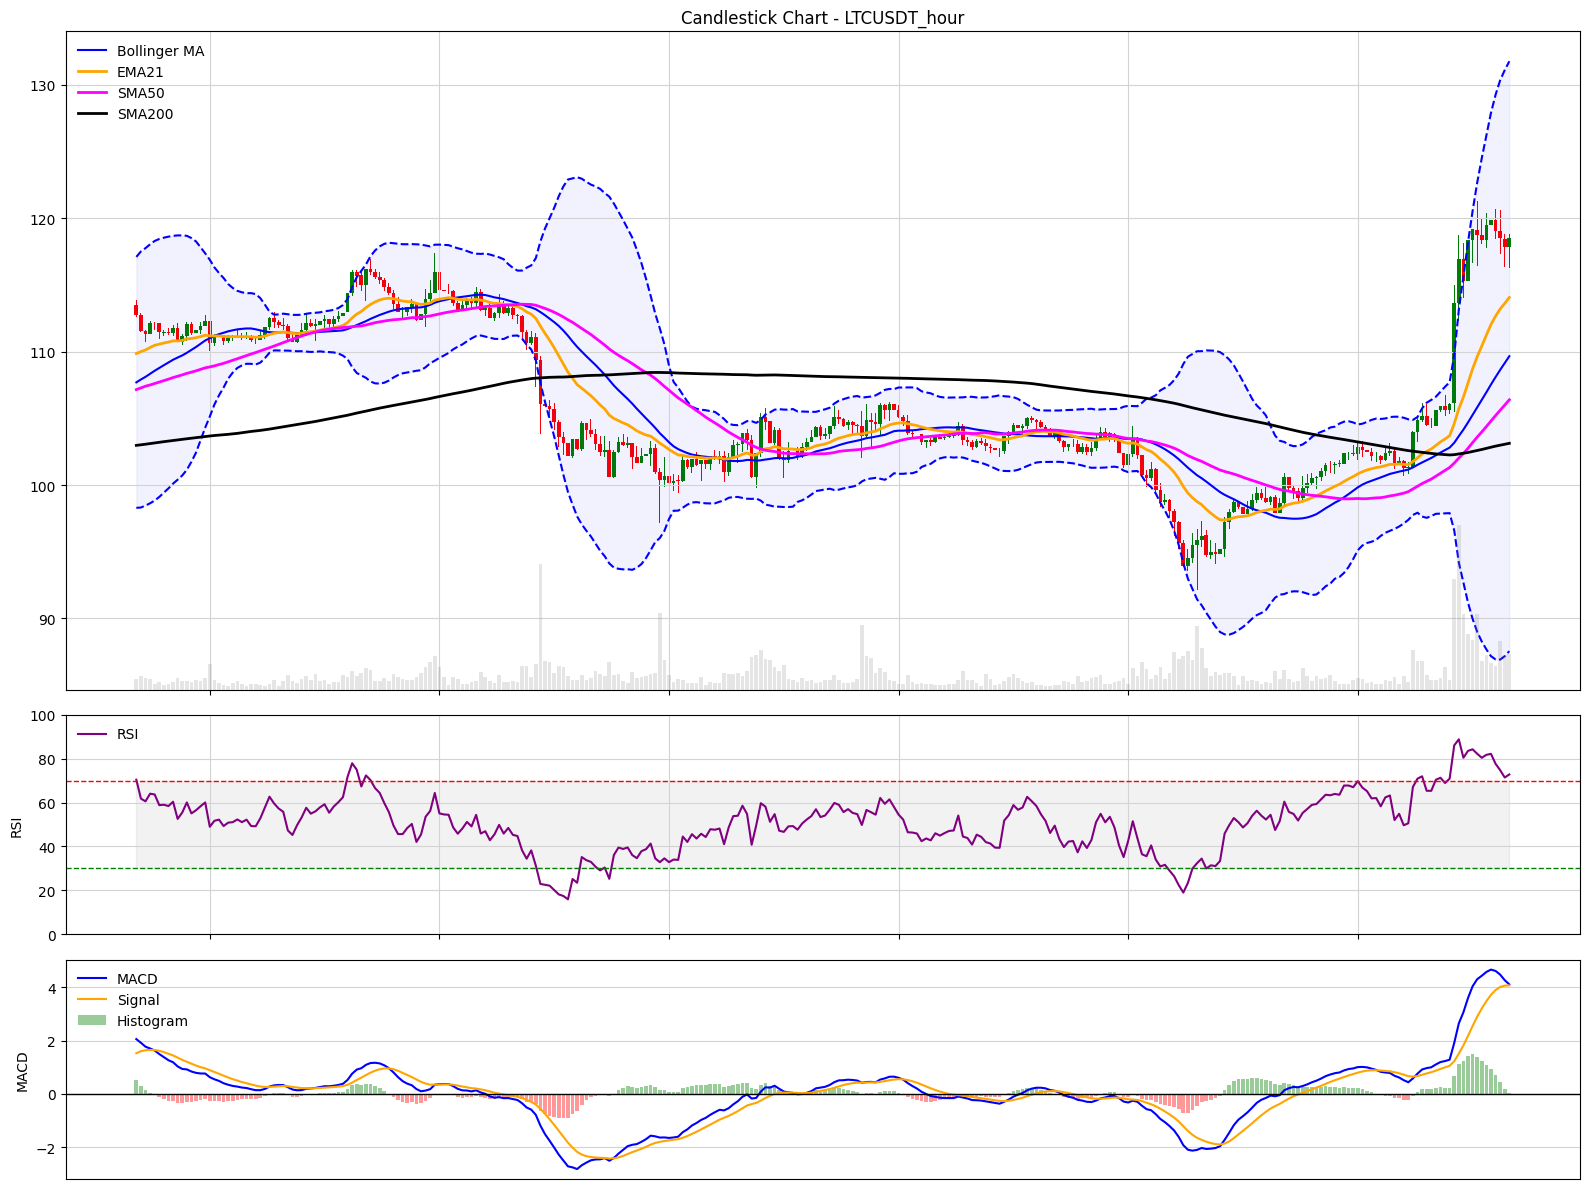 Candlestick Chart - LTCUSDT_hour
Bollinger MA
EMA21
SMA50
SMA200
130
120
110
100
90
RSI
100
80
60
40
20
0
RSI
MACD
Signal
Histogram
4
2
0
−2
MACD